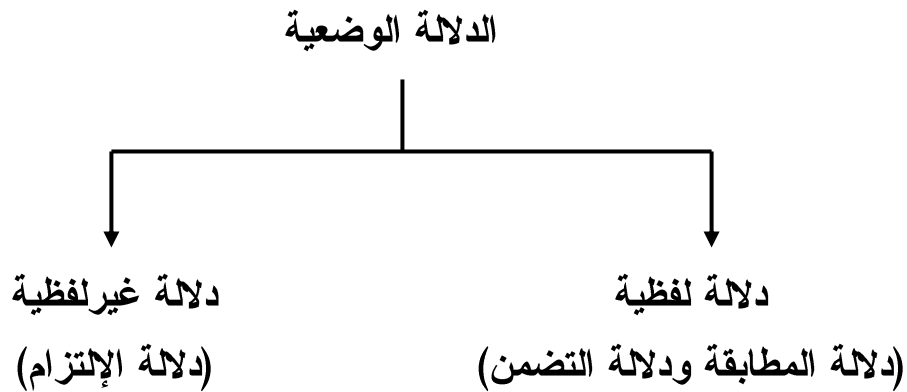 الدلالة الوضعية
دلالة لفظية
(دلالة المطابقة ودلالة التضمن)
دلالة غيرلفظية
(دلالة الإلتزام)